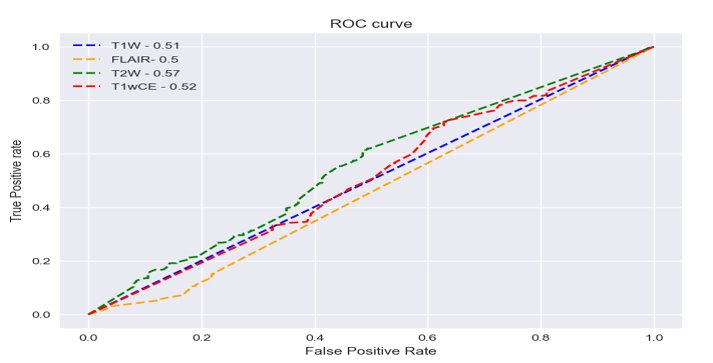 ROC curve
T1W - 0.51
FLAIR- 0.5
T2W - 0.57
T1wCE - 0.52
True Positive rate
1.0
0.8
0.6
0.4
0.2
0.0
0.0 0.2 0.4 0.6 0.8 1.0
False Positive Rate